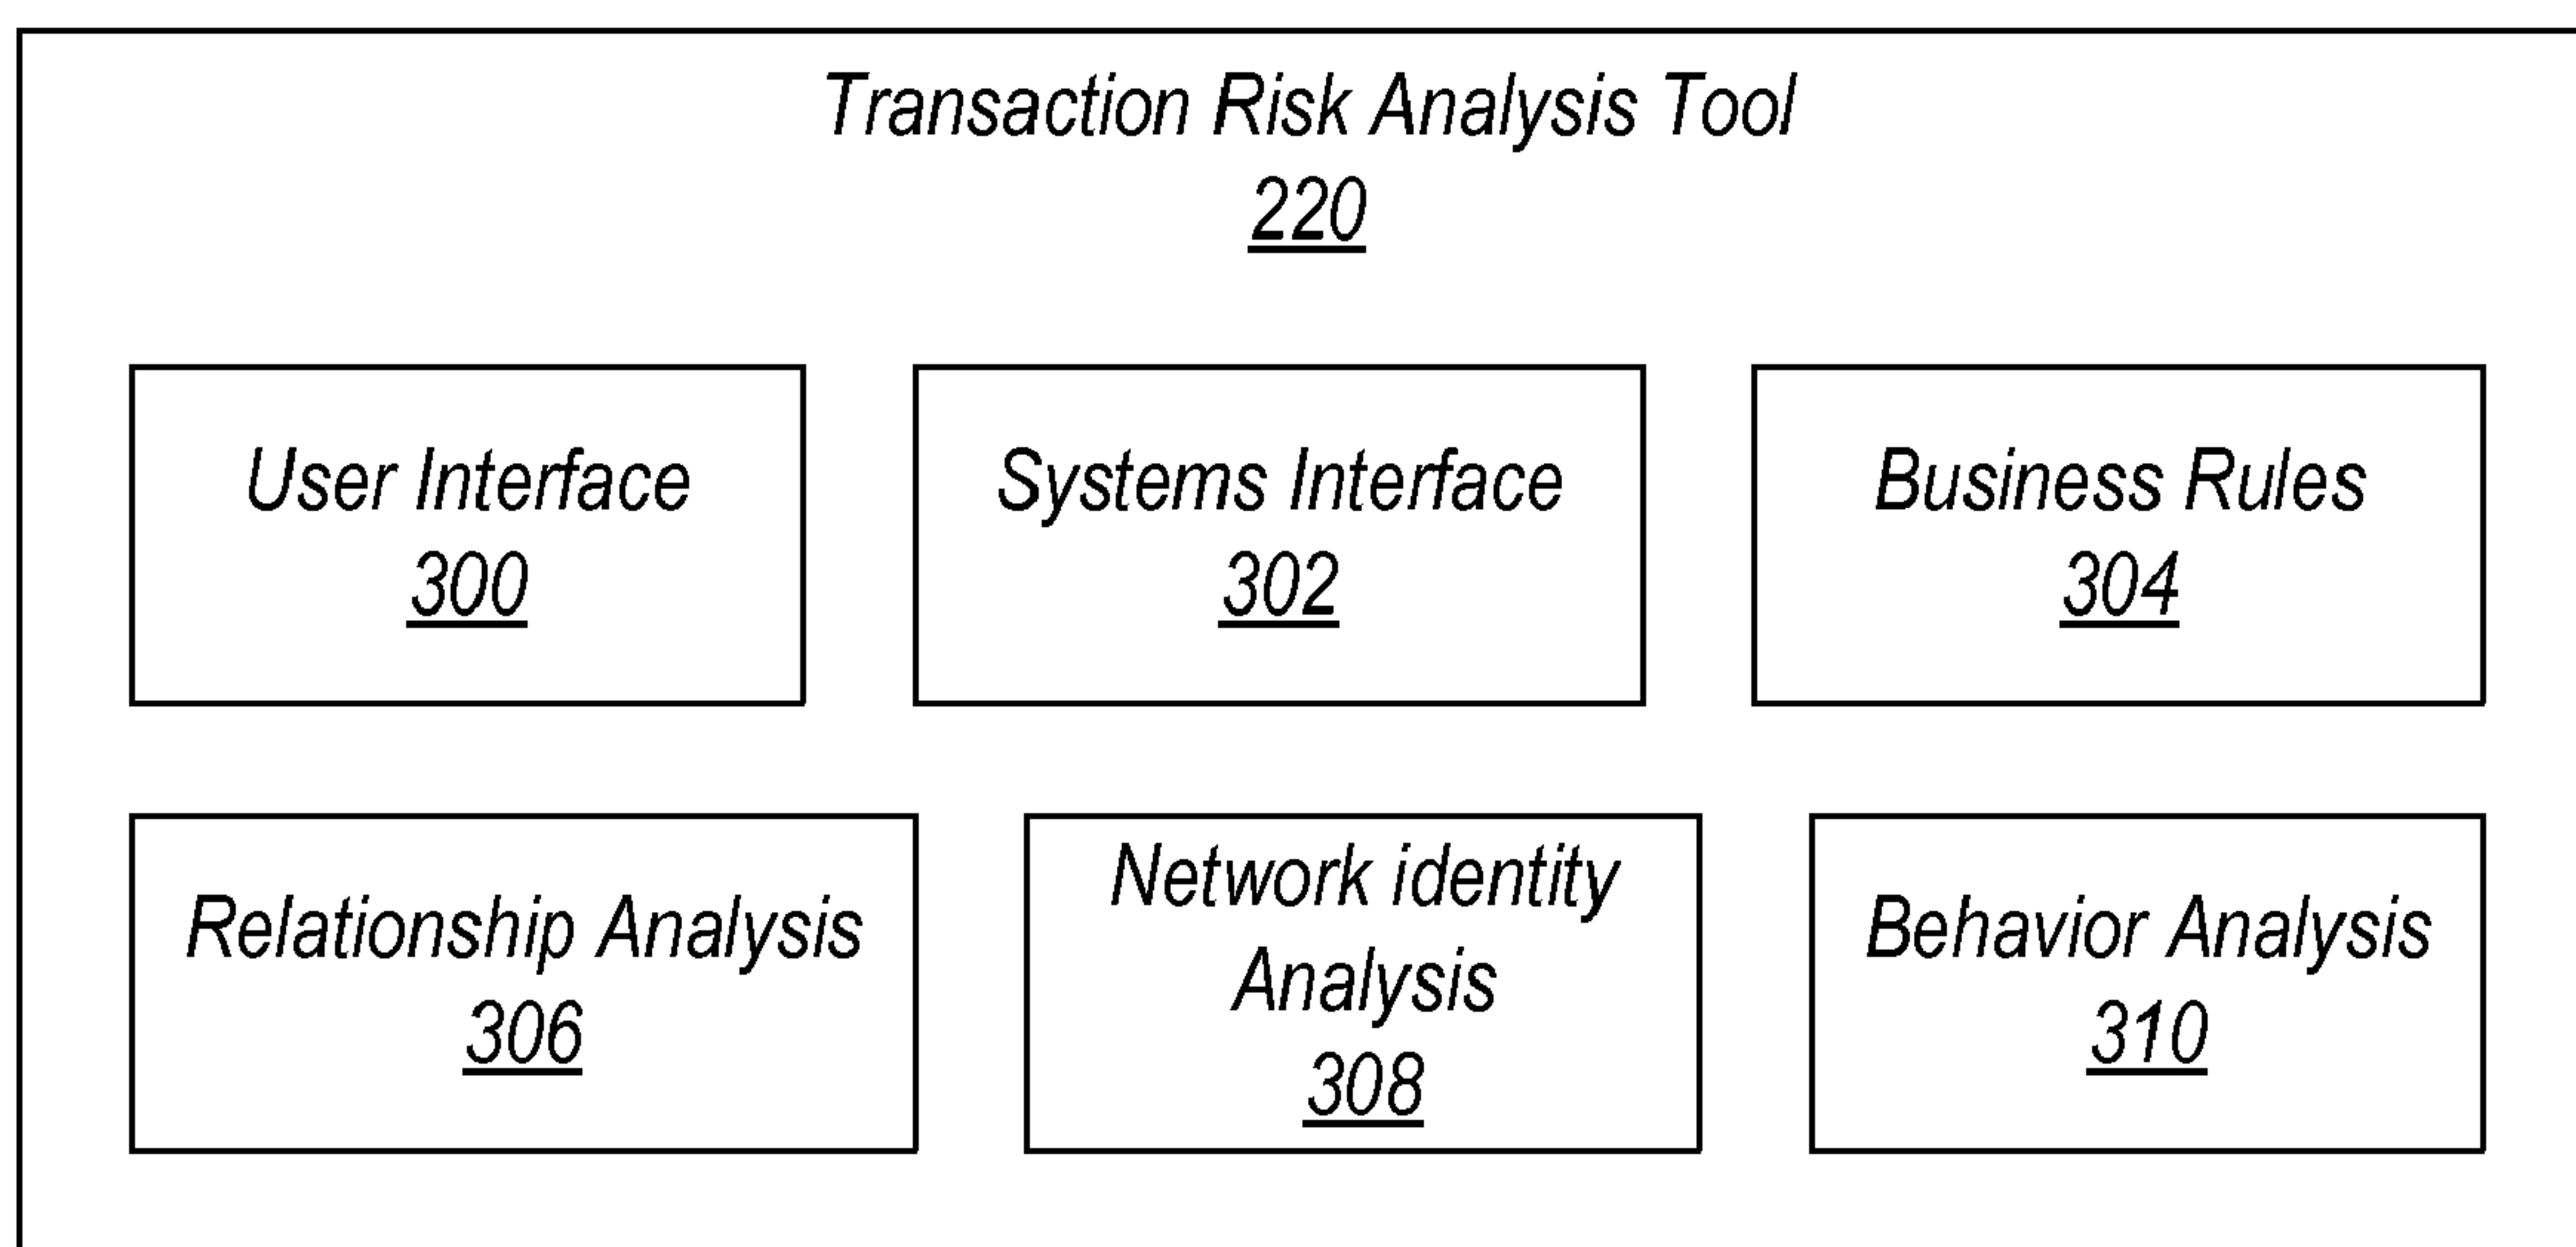 Transaction Risk Analysis Tool
220
User Interface
300
Systems Interface
302
Business Rules
304
Relationship Analysis
306
Network identity
Analysis
308
Behavior Analysis
310